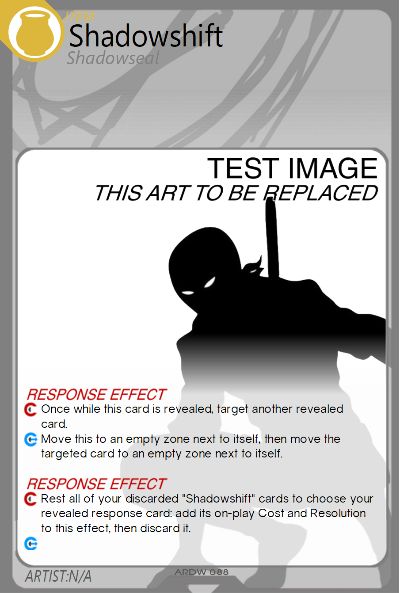 Shadowshift
Shadowseal
TEST IMAGE
THIS ART TO BE REPLACED
RESPONSE EFFECT
Once while this card is revealed, target another revealed
card.
Move this to an empty zone next to itself, then move the
targeted card to an empty zone next to itself.
RESPONSE EFFECT
Rest all of your discarded "Shadowshift" cards to choose your
revealed response card: add its on-play Cost and Resolution
to this effect, then discard it.
ARTIST:N/A